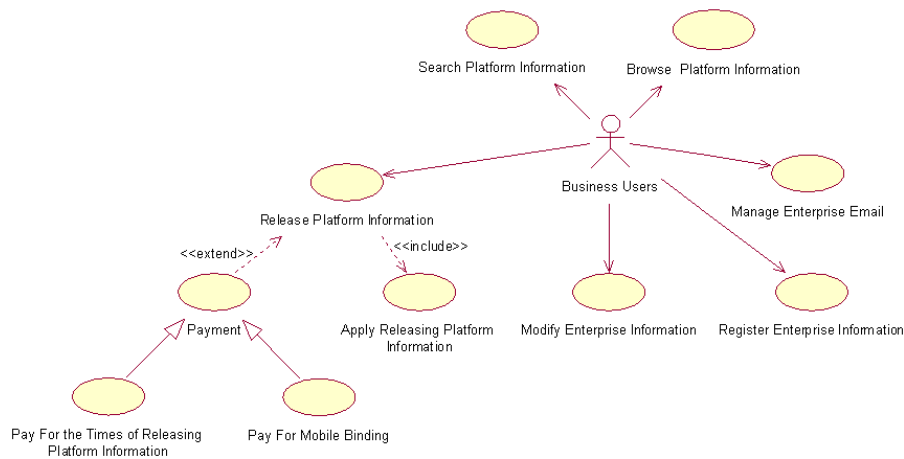 Search Platform Information
Browse Platform Information
Business Users
Manage Enterprise Email
Release Platform Information
<<extend>>
<<include>>
Payment
Apply Releasing Platform
Information
Modify Enterprise Information
Register Enterprise Information
Pay For the Times of Releasing
Platform Information
Pay For Mobile Binding